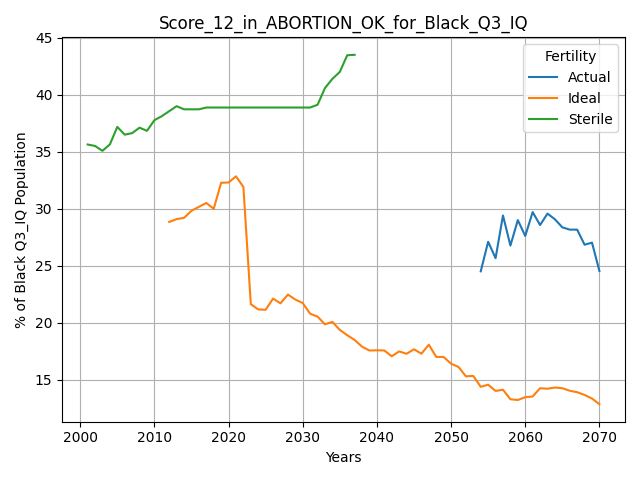 Score_12_in_ABORTION_OK_for_Black_Q3_IQ
% of Black Q3_IQ Population
45
40
35
30
25
20
15
Fertility
Actual
Ideal
Sterile
2000 2010 2020 2030 2040 2050 2060 2070
Years